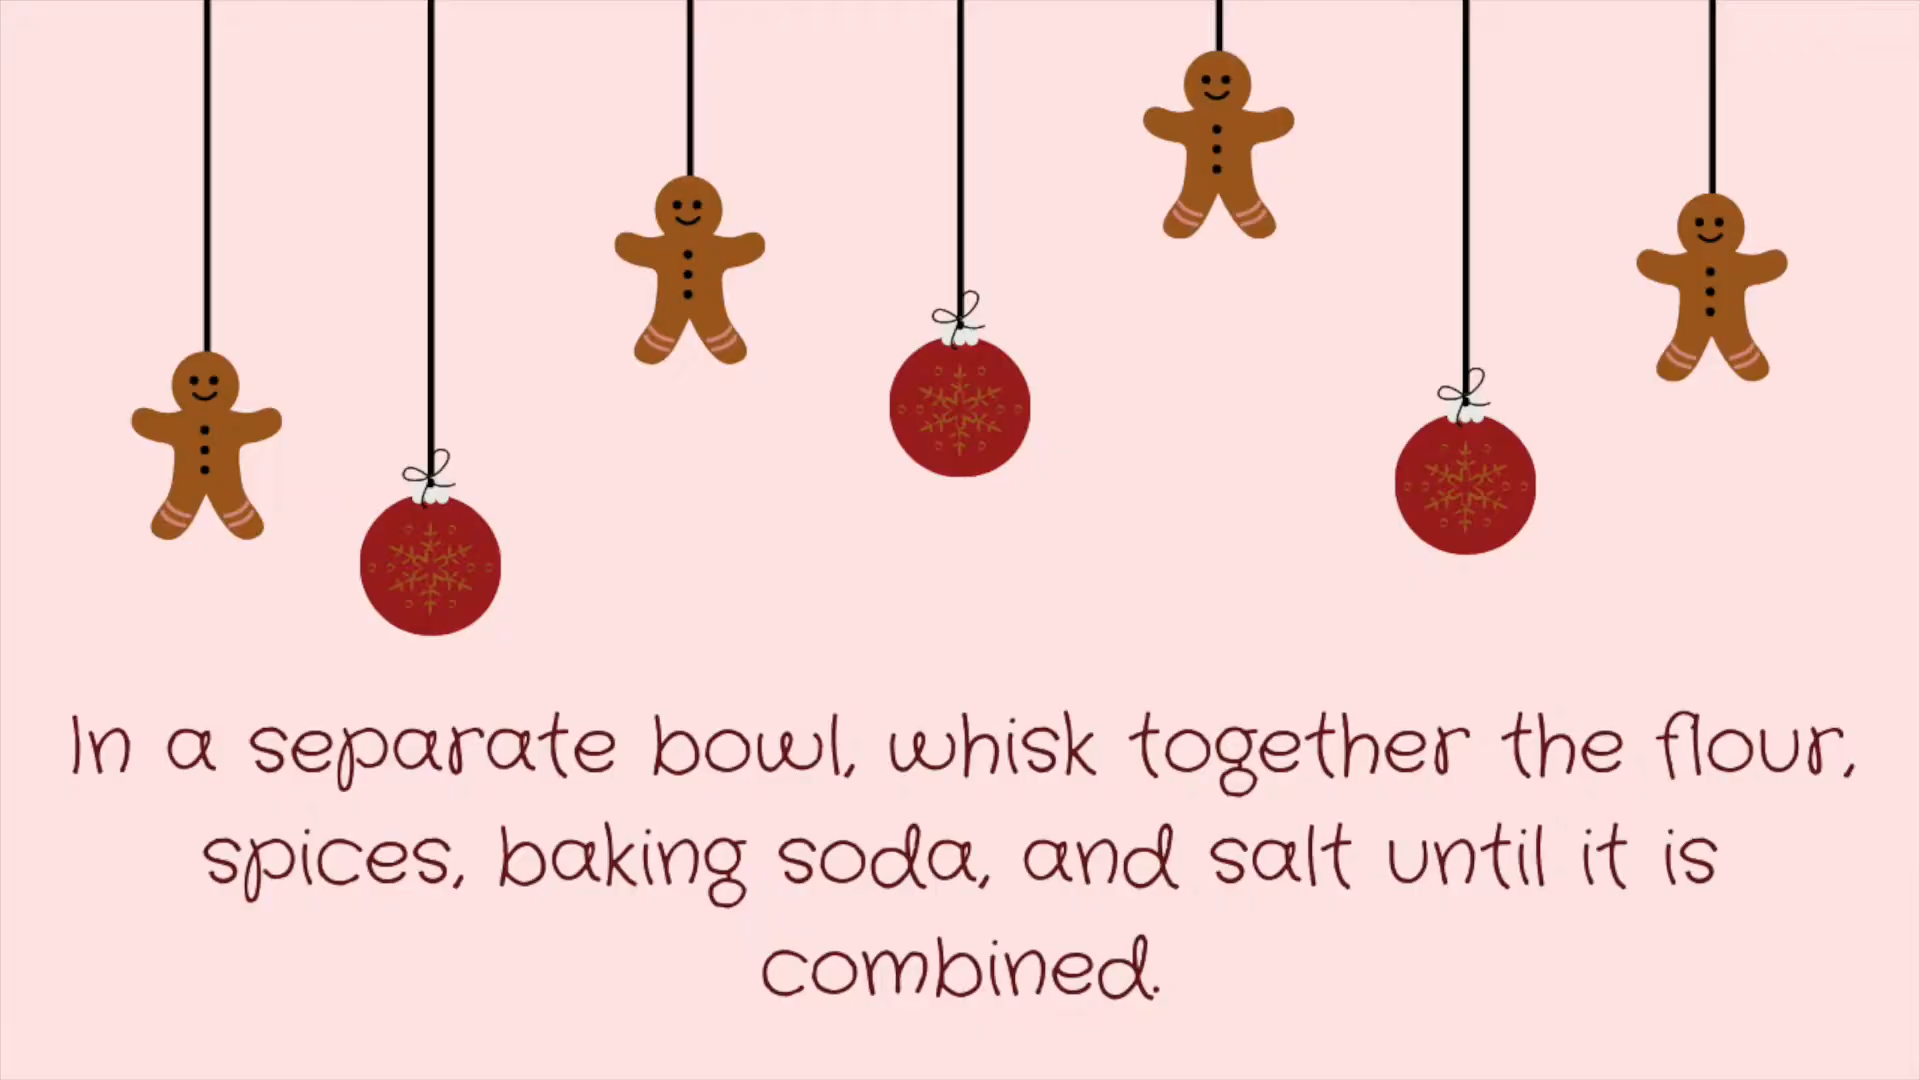 In a separate bowl, whisk together the flour,
spices, baking soda, and salt until it is
combined.